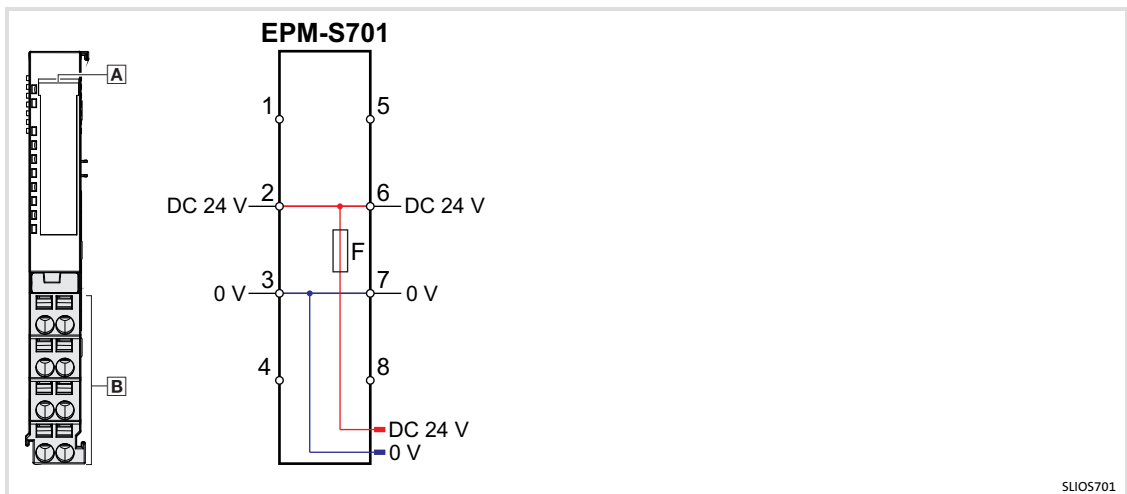 EPM-S701
A
1 5
2 6
DC 24 V DC 24 V
F
3 7
0 V 0 V
4 8
B
DC 24 V
0 V
SLIOS701